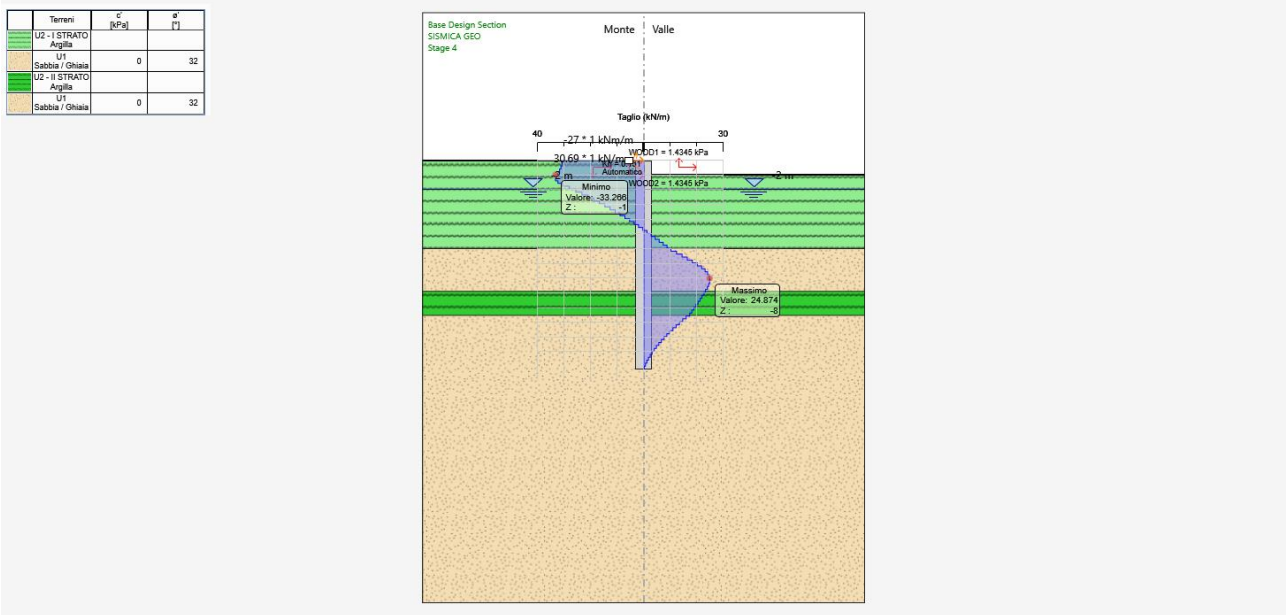 Terreni
c'
[kPa]
ø'
[°]
U2 - I STRATO
Argilla
U1
Sabbia / Ghiaia
0
32
U2 - II STRATO
Argilla
U1
Sabbia / Ghiaia
0
32
Base Design Section
SISMICA GEO
Stage 4
Monte
Valle
Taglio (kN/m)
40
30
-27 * 1 kNm/m
30.69 * 1 kN/m
WOOD1 = 1.4345 kPa
Automatico
-2 m
WOOD2 = 1.4345 kPa
Minimo
Valore: -33.266
Z : -1
Massimo
Valore: 24.874
Z : -8